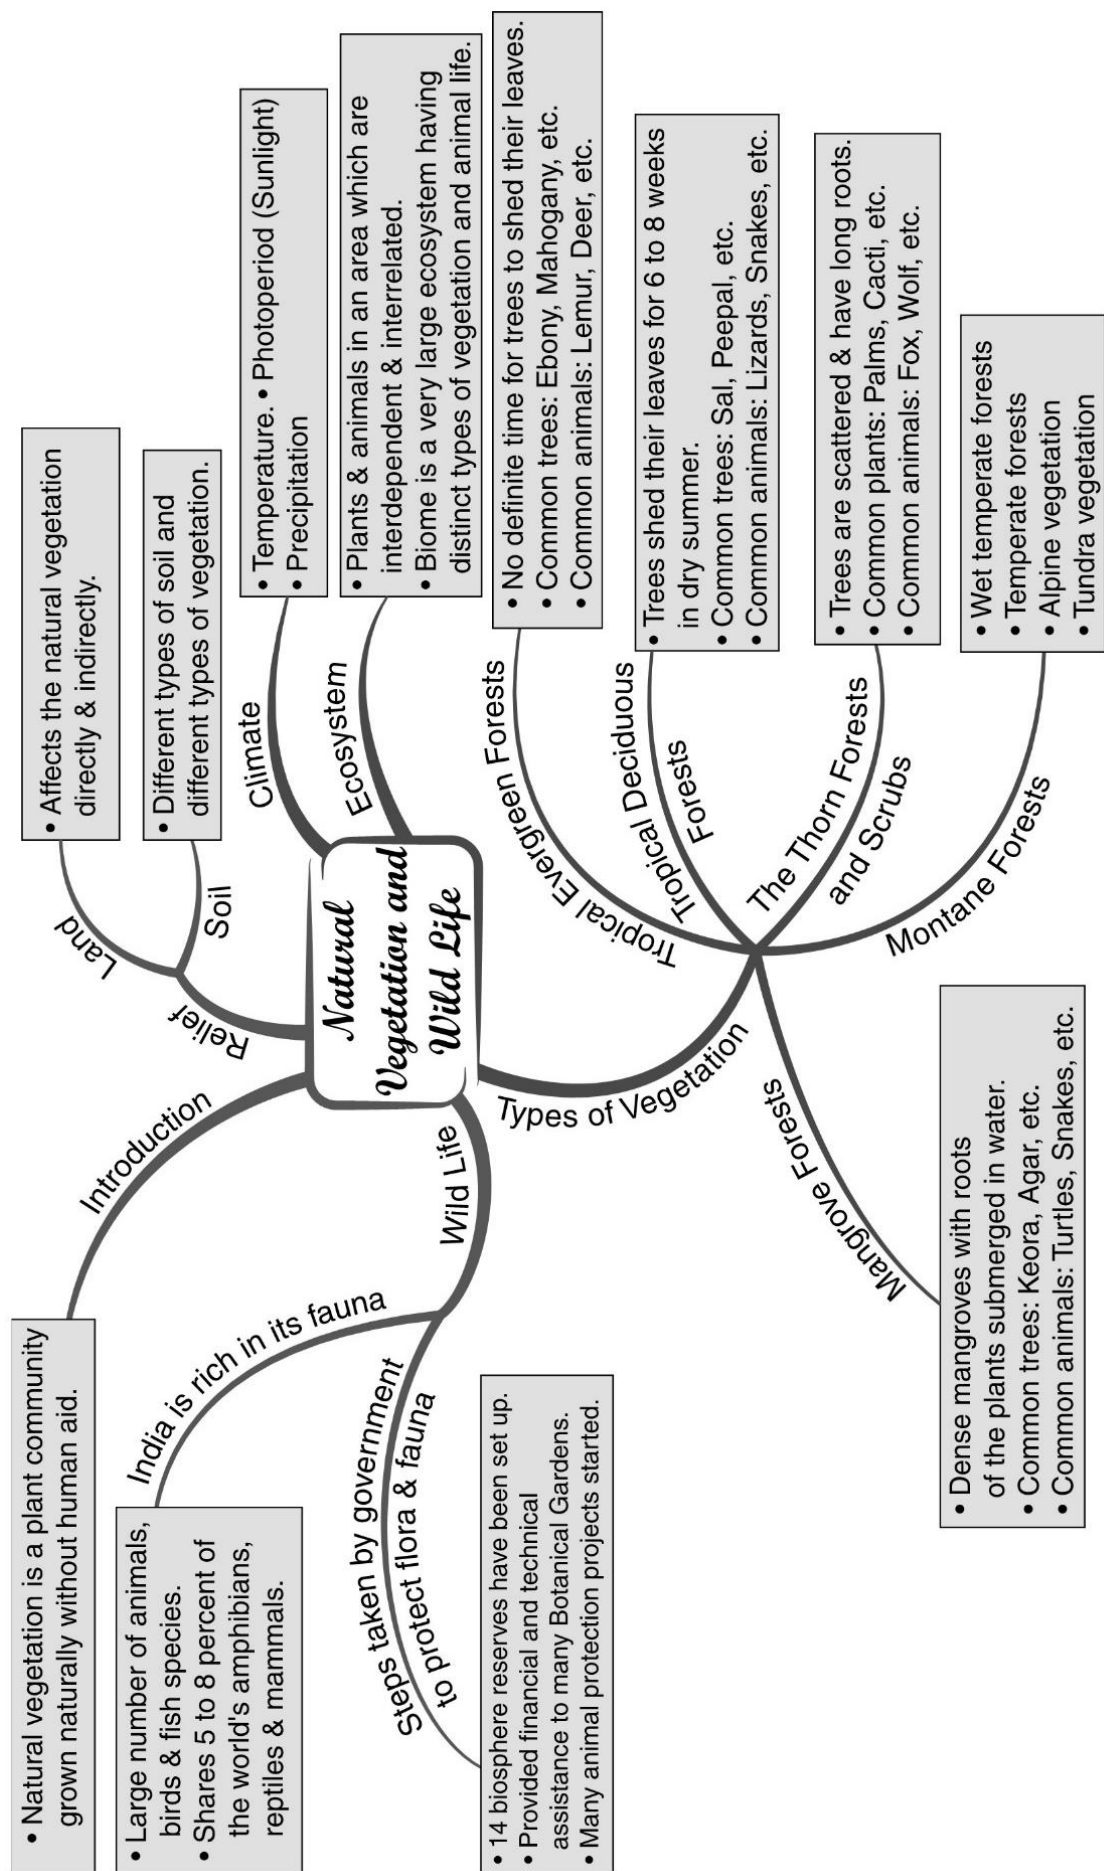 Natural
Vegetation and
Wild Life
Introduction
• Natural vegetation is a plant community
grown naturally without human aid.
Relief
Land
• Affects the natural vegetation
directly & indirectly.
Soil
• Different types of soil and
different types of vegetation.
Climate
• Temperature. • Photoperiod (Sunlight)
• Precipitation
Ecosystem
• Plants & animals in an area which are
interdependent & interrelated.
• Biome is a very large ecosystem having
distinct types of vegetation and animal life.
Types of Vegetation
Tropical Evergreen Forests
• No definite time for trees to shed their leaves.
• Common trees: Ebony, Mahogany, etc.
• Common animals: Lemur, Deer, etc.
Tropical Deciduous
Forests
• Trees shed their leaves for 6 to 8 weeks
in dry summer.
• Common trees: Sal, Peepal, etc.
• Common animals: Lizards, Snakes, etc.
The Thorn Forests
and Scrubs
• Trees are scattered & have long roots.
• Common plants: Palms, Cacti, etc.
• Common animals: Fox, Wolf, etc.
Montane Forests
• Wet temperate forests
• Temperate forests
Alpine vegetation
• Tundra vegetation
Mangrove Forests
• Dense mangroves with roots
of the plants submerged in water.
• Common trees: Keora, Agar, etc.
• Common animals: Turtles, Snakes, etc.
Wild Life
India is rich in its fauna
• Large number of animals,
birds & fish species.
• Shares 5 to 8 percent of
the world's amphibians,
reptiles & mammals.
Steps taken by government
to protect flora & fauna
• 14 biosphere reserves have been set up.
• Provided financial and technical
assistance to many Botanical Gardens.
• Many animal protection projects started.